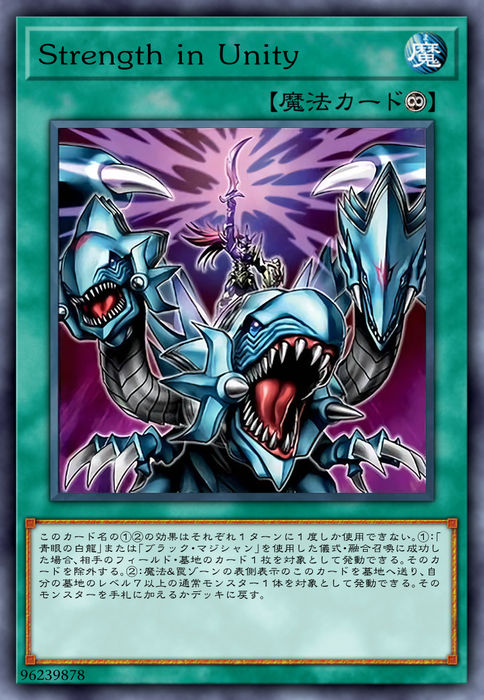 Strength in Unity
魔
【魔法カード】
このカード名の①②の効果はそれぞれ１ターンに１度しか使用できない。①：「
青眼の白龍」または「ブラック・マジシャン」を使用した儀式・融合召喚に成功し
た場合、相手のフィールド・墓地のカード１枚を対象として発動できる。そのカ
ードを除外する。②：魔法&罠ゾーンの表側表示のこのカードを墓地へ送り、自
分の墓地のレベル７以上の通常モンスター１体を対象として発動できる。その
モンスターを手札に加えるかデッキに戻す。
96239878